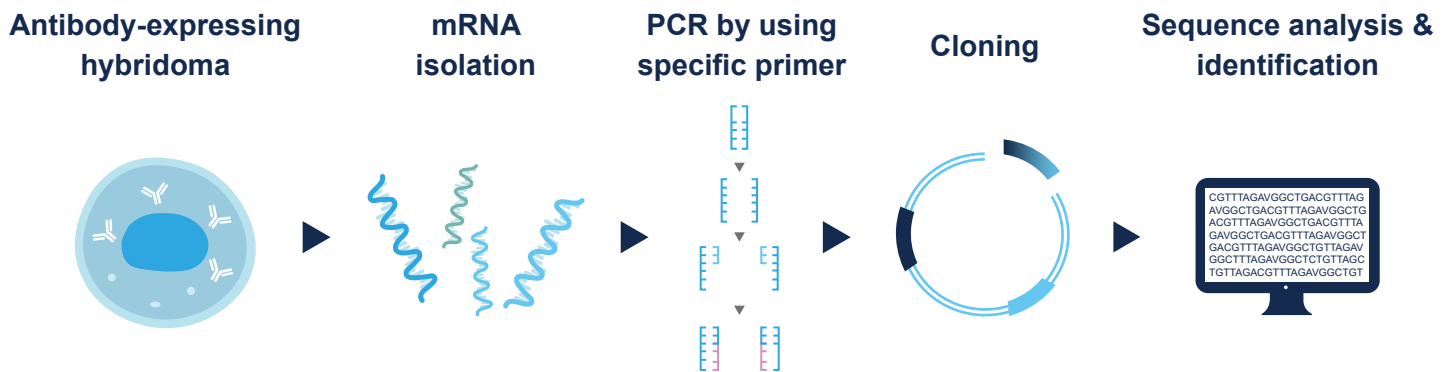 Antibody-expressing
hybridoma
mRNA
isolation
PCR by using
specific primer
Cloning
Sequence analysis &
identification
CGTTTAGAVGGCTGACGTTTAG
AVGGCTGACGTTTAGAVGGCTG
ACGTTTAGAVGGCTGACGTTTA
GAVGGCTGACGTTTAGAVGGCT
GACGTTTAGAVGGCTGTTAGAV
GGCTTTAGAVGGCTCTGTTAGC
TGTTAGACGTTTAGAVGGCTGT